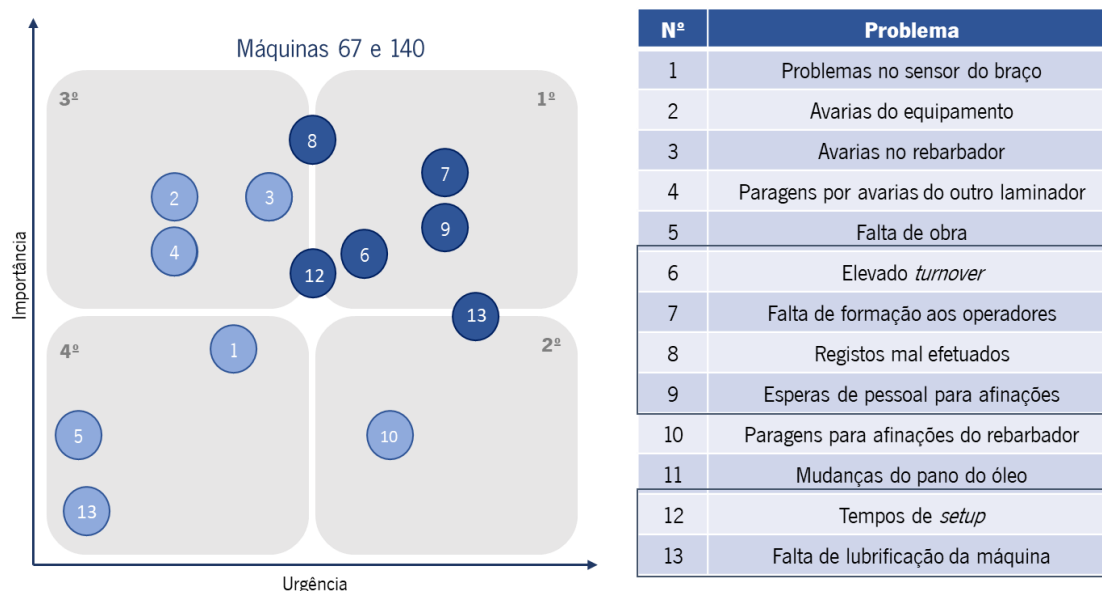 Máquinas 67 e 140
3º
1º
8
7
2
3
9
4
6
12
13
4º
2º
1
5
10
13
Importância
Urgência
Nº Problema
1 Problemas no sensor do braço
2 Avarias do equipamento
3 Avarias no rebarbador
4 Paragens por avarias do outro laminador
5 Falta de obra
6 Elevado turnover
7 Falta de formação aos operadores
8 Registos mal efetuados
9 Esperas de pessoal para afinações
10 Paragens para afinações do rebarbador
11 Mudanças do pano do óleo
12 Tempos de setup
13 Falta de lubrificação da máquina